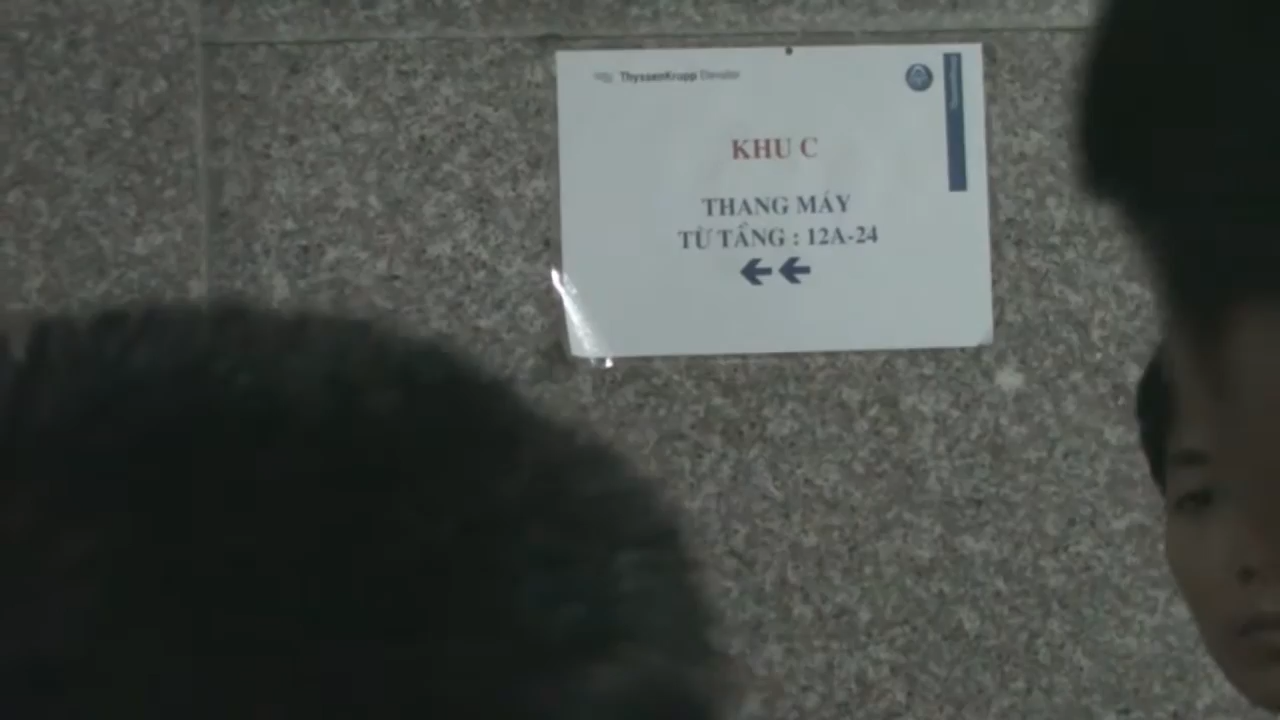 ThyssenKrupp Elevator
KHU C
THANG MÁY
TỪ TẦNG : 12A-24